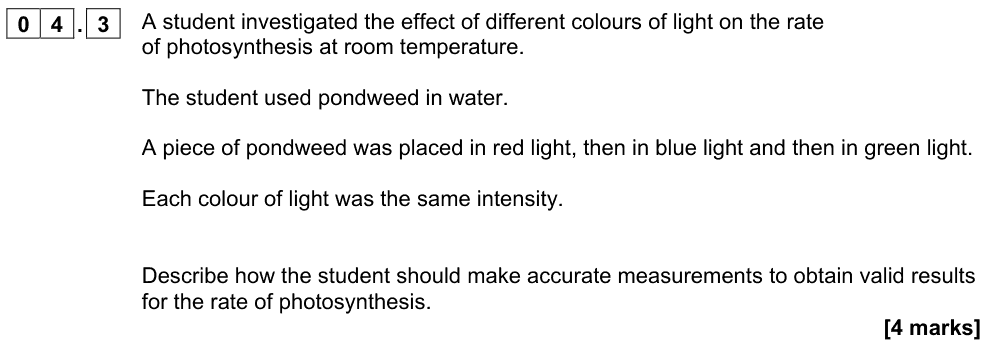 0 4 . 3 A student investigated the effect of different colours of light on the rate
of photosynthesis at room temperature.
The student used pondweed in water.
A piece of pondweed was placed in red light, then in blue light and then in green light.
Each colour of light was the same intensity.
Describe how the student should make accurate measurements to obtain valid results
for the rate of photosynthesis.
[4 marks]